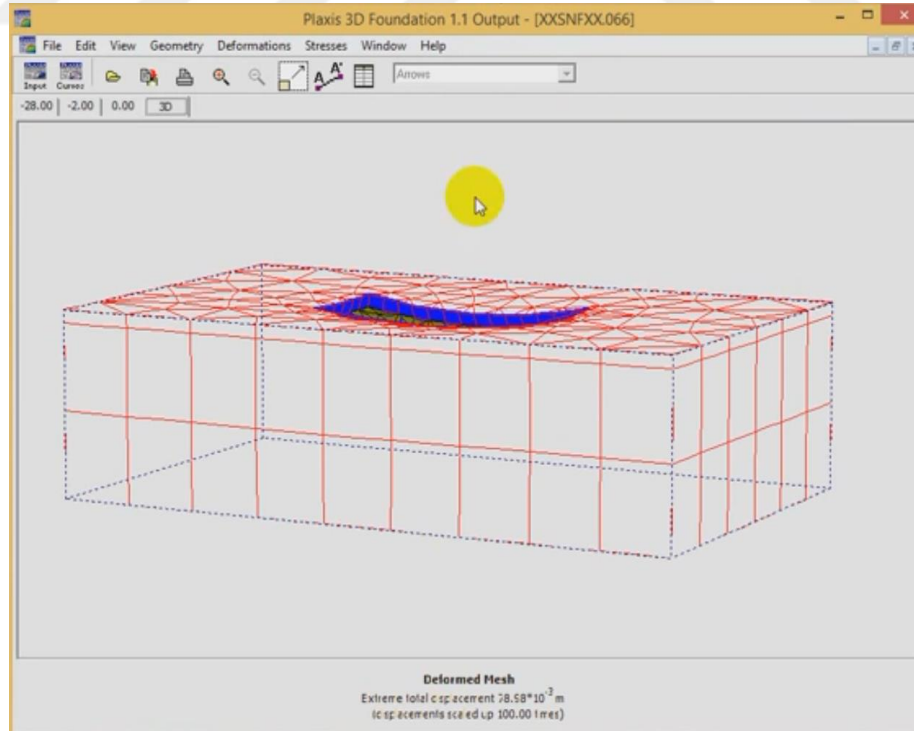 Plaxis 3D Foundation 1.1 Output - [XXSNFXX.066]
File Edit View Geometry Deformations Stresses Window Help
Input Curves Arrows
-28.00 -2.00 0.00 3D
Deformed Mesh
Extreme total displacement *10-3 m
(displacements scaled up 100.00 times)